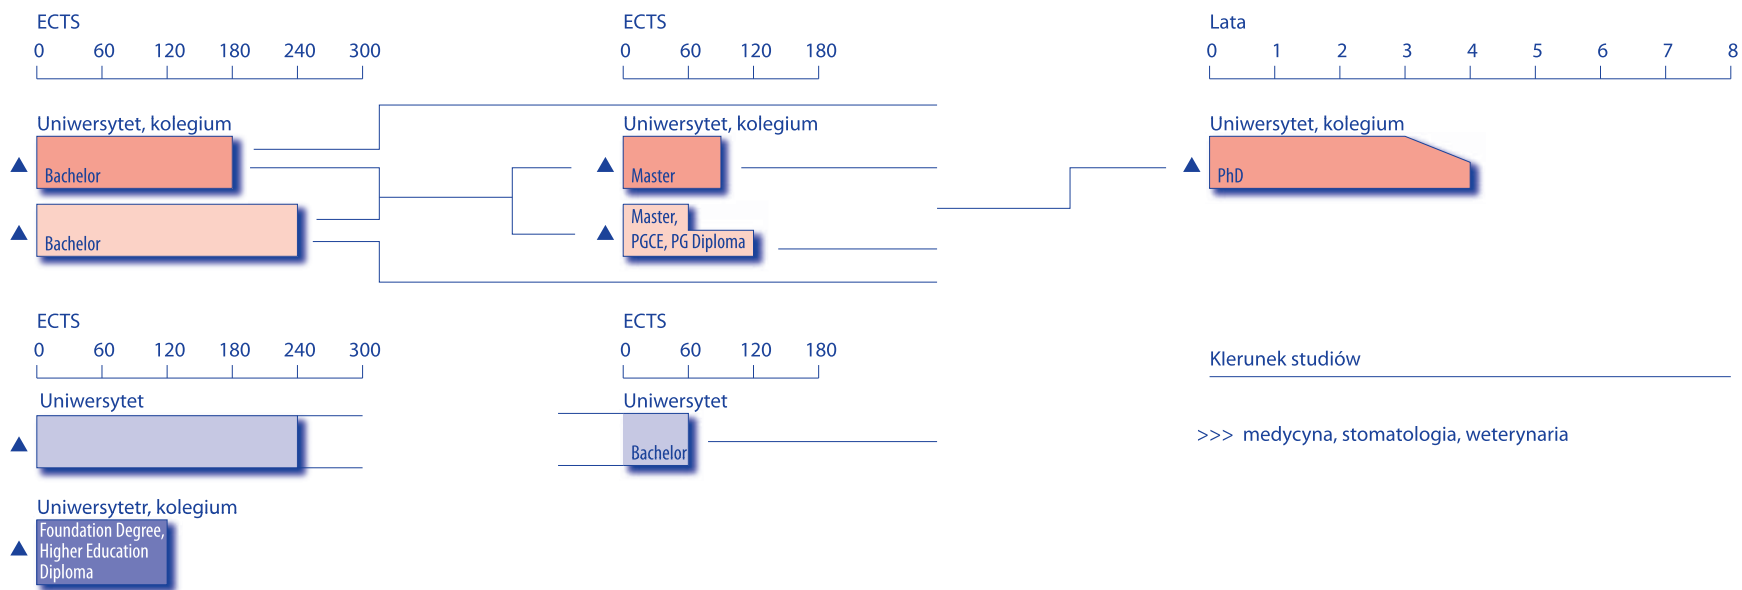 ECTS
0 60 120 180 240 300
ECTS
0 60 120 180
Lata
0 1 2 3 4 5 6 7 8
Uniwersytet, kolegium
Bachelor
Bachelor
Uniwersytet, kolegium
Master
Master,
PGCE, PG Diploma
Uniwersytet, kolegium
PhD
ECTS
0 60 120 180 240 300
ECTS
0 60 120 180
Klerunek studiów
Uniwersytet
Uniwersytet
Bachelor
>>> medycyna, stomatologia, weterynaria
Uniwersytetr, kolegium
Foundation Degree,
Higher Education
Diploma